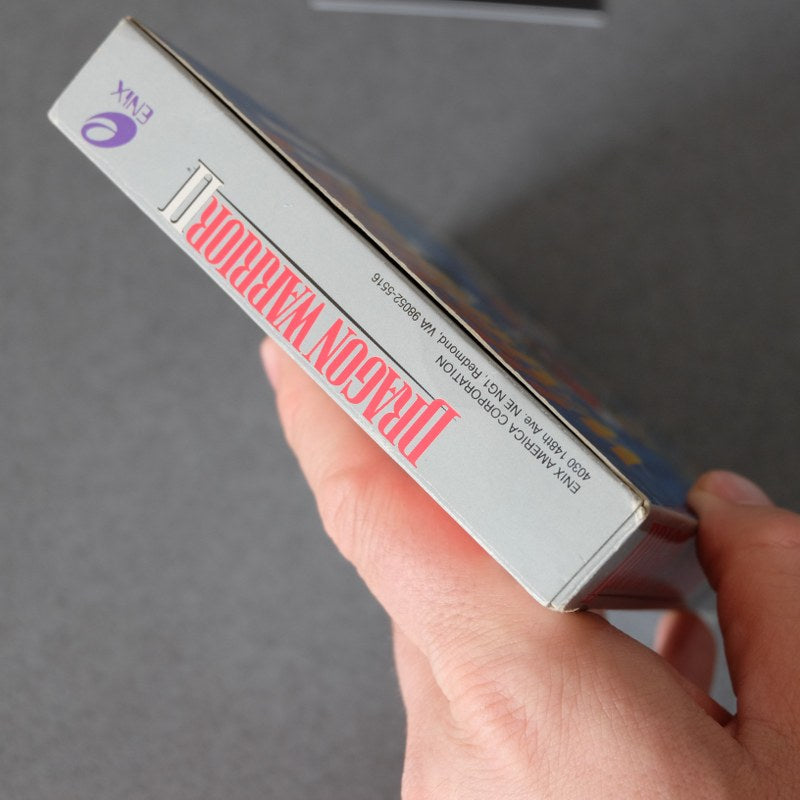 ENIX AMERICA CORPORATION
4030 148th Ave. NE NG1, Redmond, WA 98052-5516
DRAGON WARRIOR II
ENIX